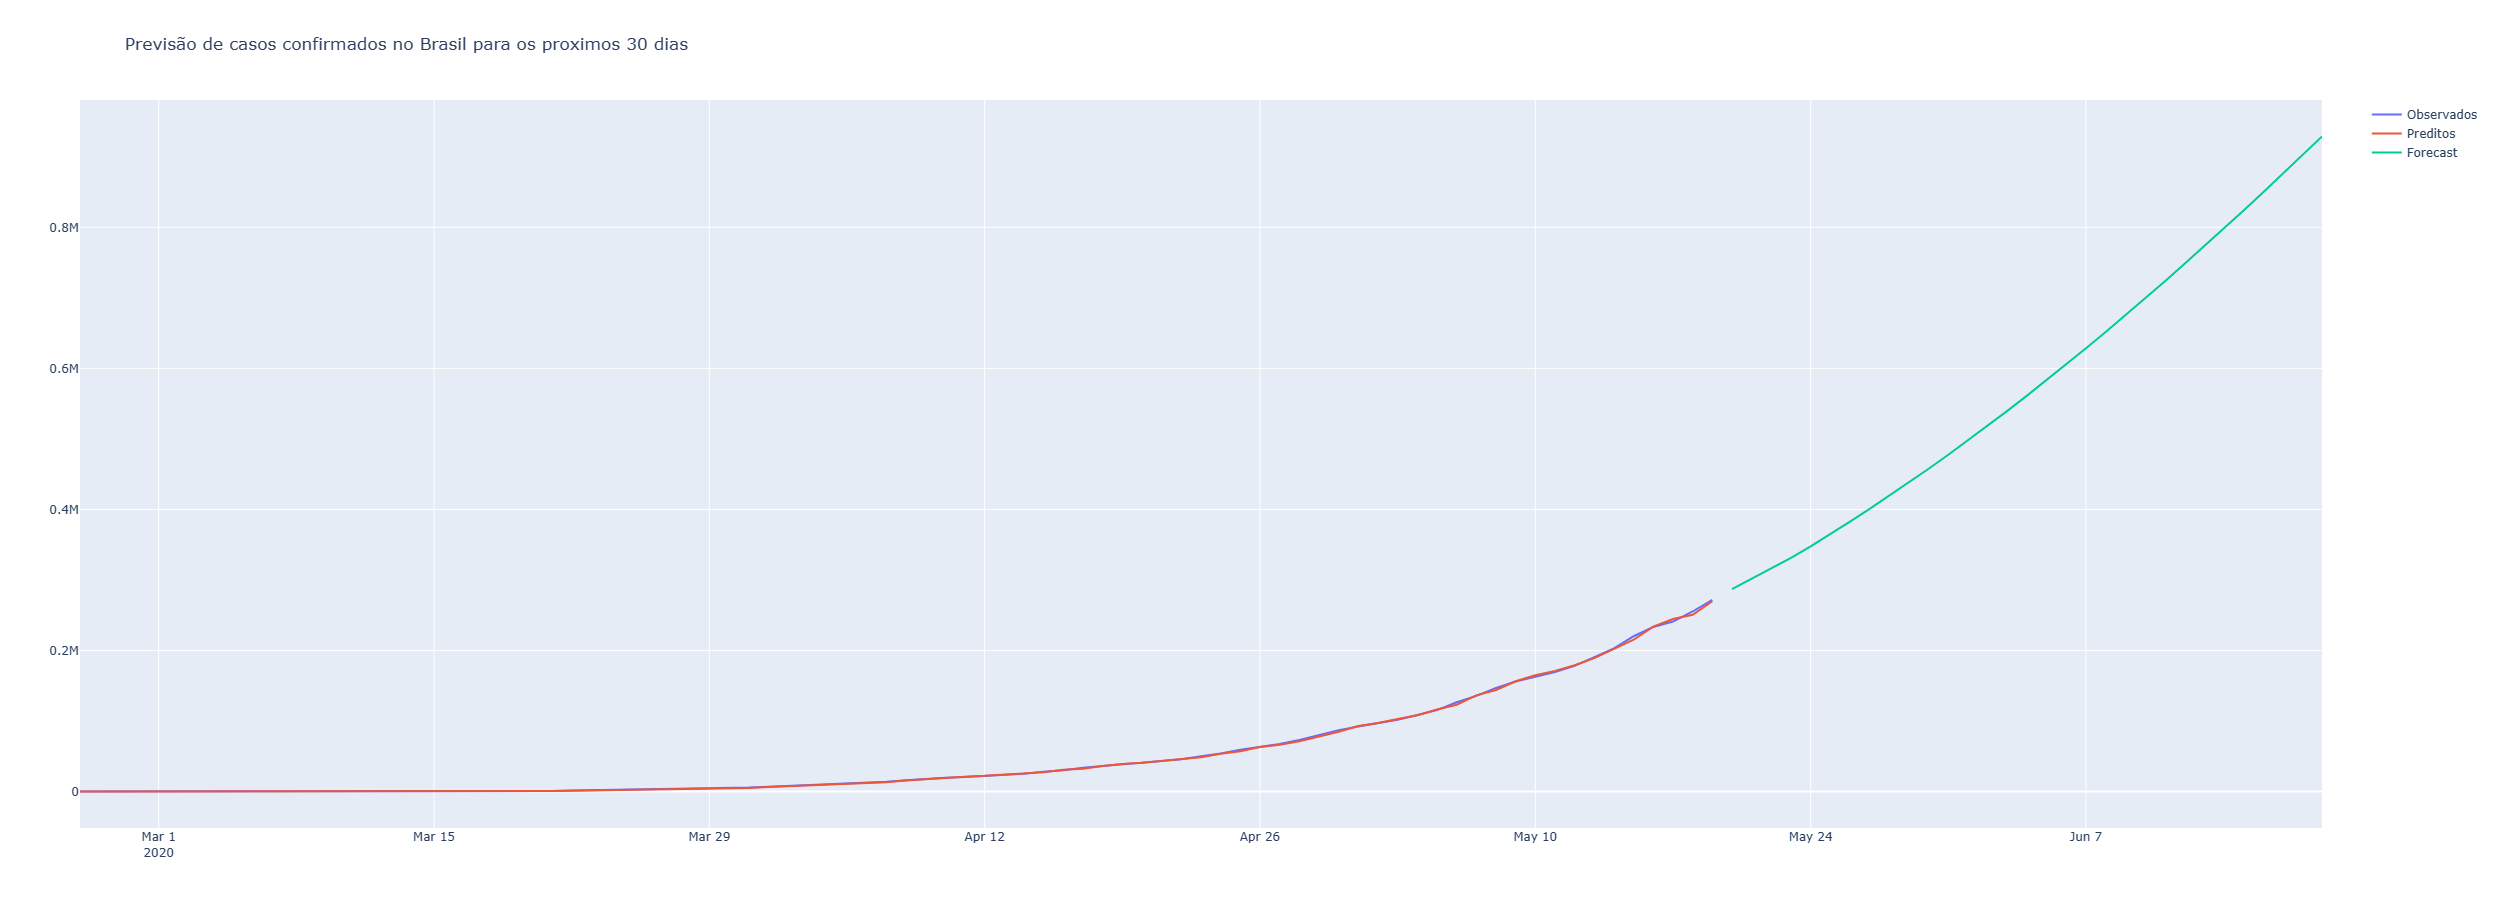 Previsão de casos confirmados no Brasil para os proximos 30 dias
Observados
Preditos
Forecast
0.8M
0.6M
0.4M
0.2M
0
Mar 1
2020
Mar 15
Mar 29
Apr 12
Apr 26
May 10
May 24
Jun 7